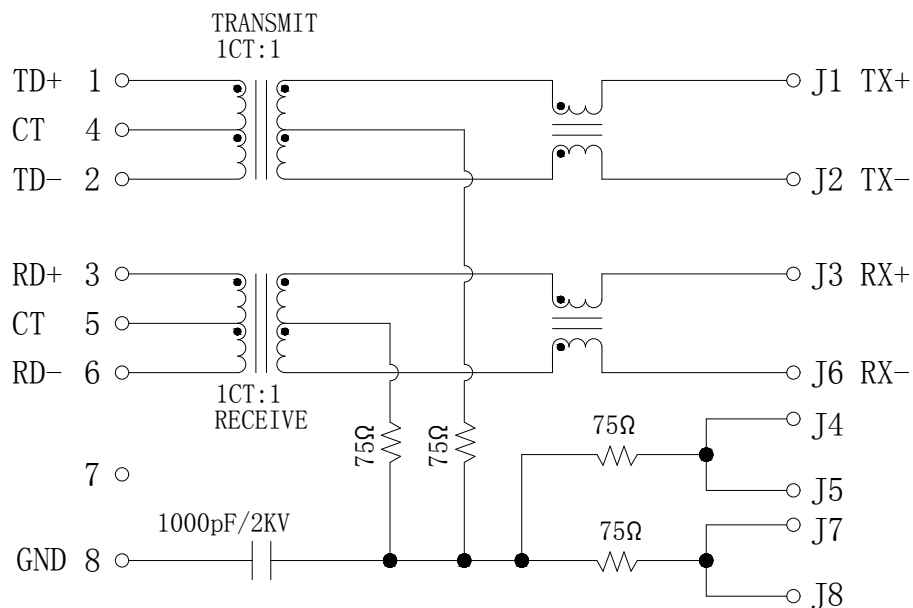 TRANSMIT
1CT:1
TD+ 1
J1 TX+
CT 4
TD- 2
J2 TX-
RD+ 3
J3 RX+
CT 5
RD- 6
J6 RX-
1CT:1
RECEIVE
75Ω
75Ω
75Ω
J4
7
J5
1000pF/2KV
75Ω
J7
GND 8
J8